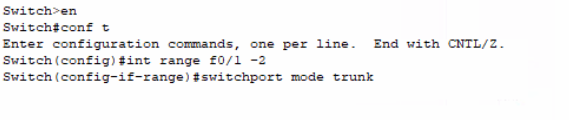 Switch>en
Switch#conf t
Enter configuration commands, one per line.  End with CNTL/Z.
Switch(config)#int range f0/1 -2
Switch(config-if-range)#switchport mode trunk